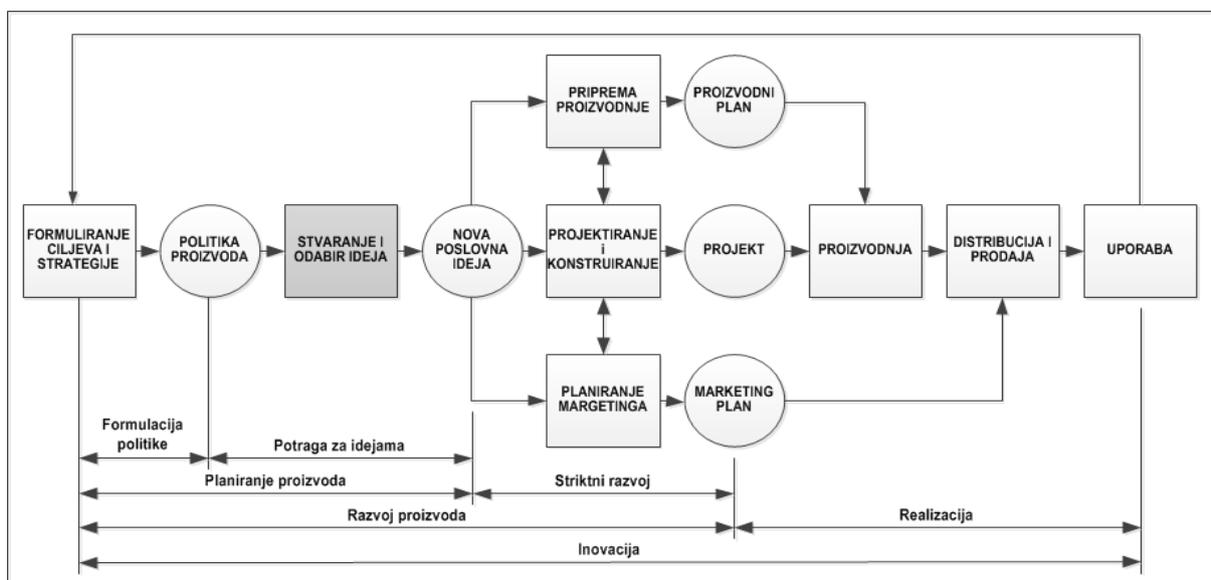 PRIPREMA
PROIZVODNJE
PROIZVODNI
PLAN
FORMULIRANJE
CILJEVA I
STRATEGIJE
POLITIKA
PROIZVODA
STVARANJE I
ODABIR IDEJA
NOVA
POSLOVNA
IDEJA
PROJEKTIRANJE
i
KONSTRUIRANJE
PROJEKT
PROIZVODNJA
DISTRIBUCIJA I
PRODAJA
UPORABA
PLANIRANJE
MARGETINGA
MARKETING
PLAN
Formulacija
politike
Potraga za idejama
Planiranje proizvoda
Striktni razvoj
Razvoj proizvoda
Realizacija
Inovacija